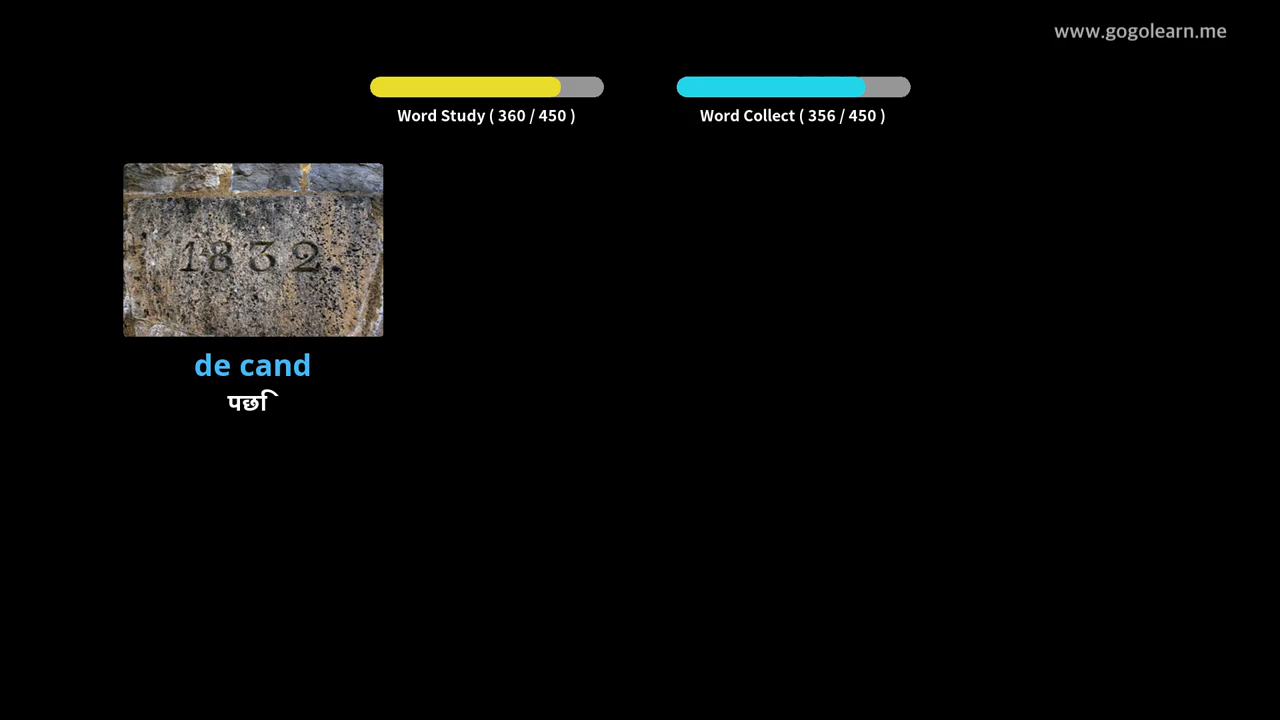 www.gogolearn.me
Word Study ( 360 / 450 )
Word Collect ( 356 / 450 )
1832
de cand
पछि